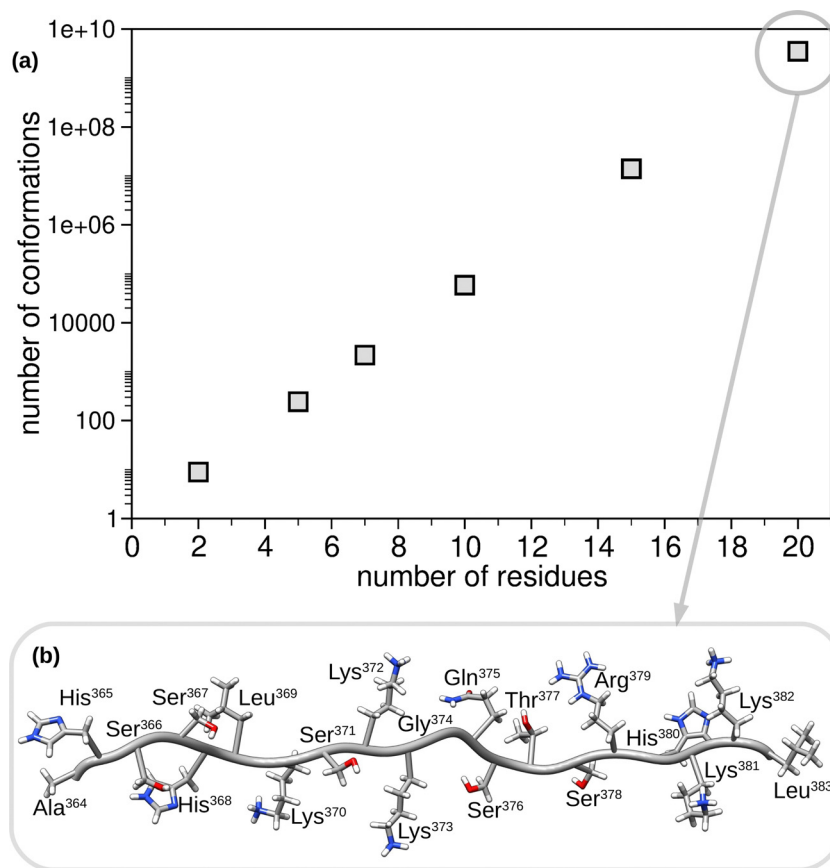 (a)
number of conformations
1e+10
1e+08
1e+06
10000
100
1
0 2 4 6 8 10 12 14 16 18 20
number of residues
(b)
Lys372
Gln375
Arg379
His365
Ser367
Leu369
Thr377
Lys382
Ser366
Ser371
Gly374
His380
Ala364
His368
Lys370
Lys373
Ser376
Ser378
Lys381
Leu383